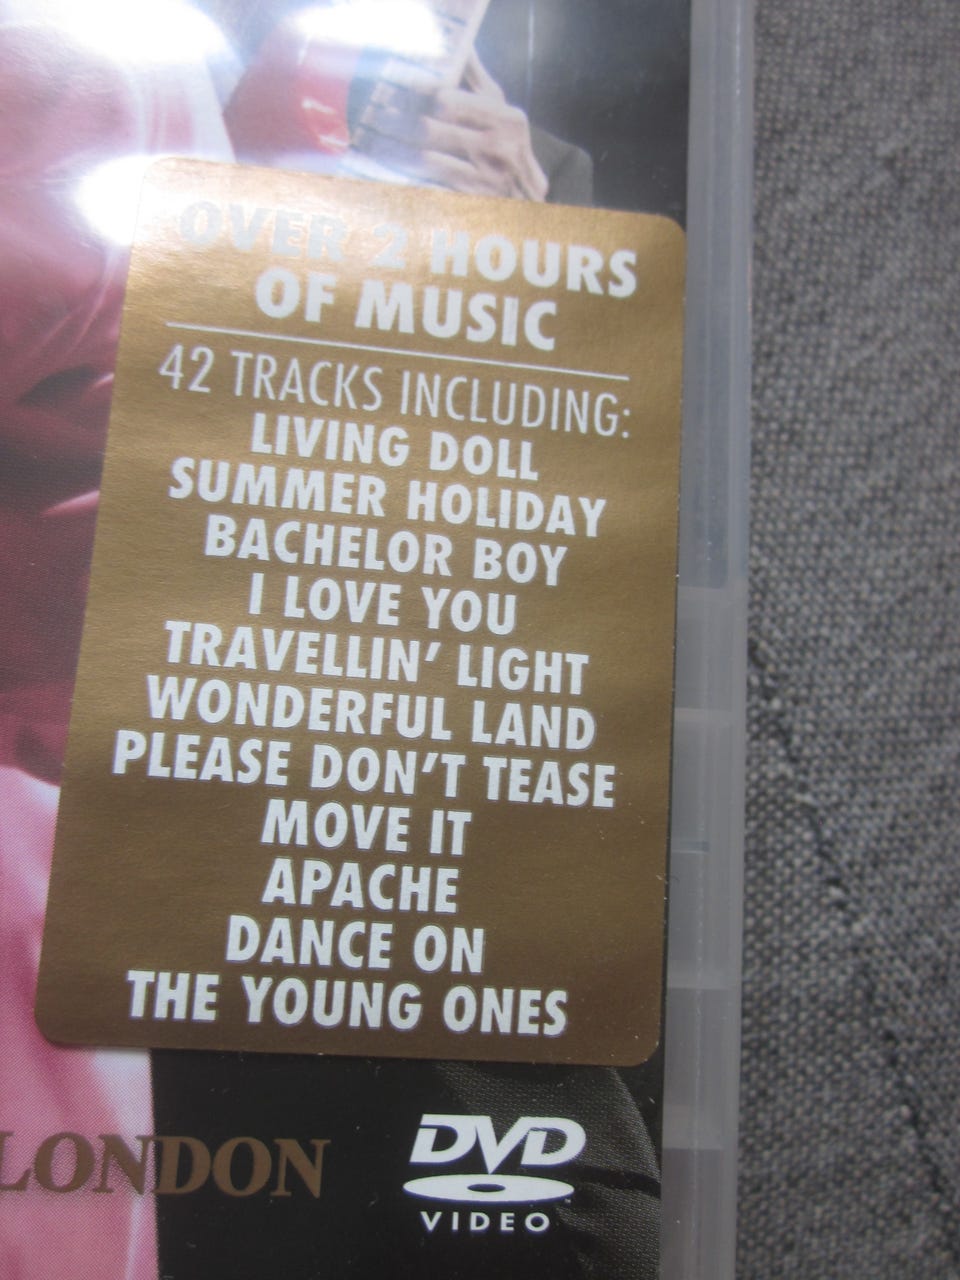 OVER 2 HOURS
OF MUSIC
42 TRACKS INCLUDING:
LIVING DOLL
SUMMER HOLIDAY
BACHELOR BOY
I LOVE YOU
TRAVELLIN' LIGHT
WONDERFUL LAND
PLEASE DON'T TEASE
MOVE IT
APACHE
DANCE ON
THE YOUNG ONES
LONDON
DVD
VIDEO